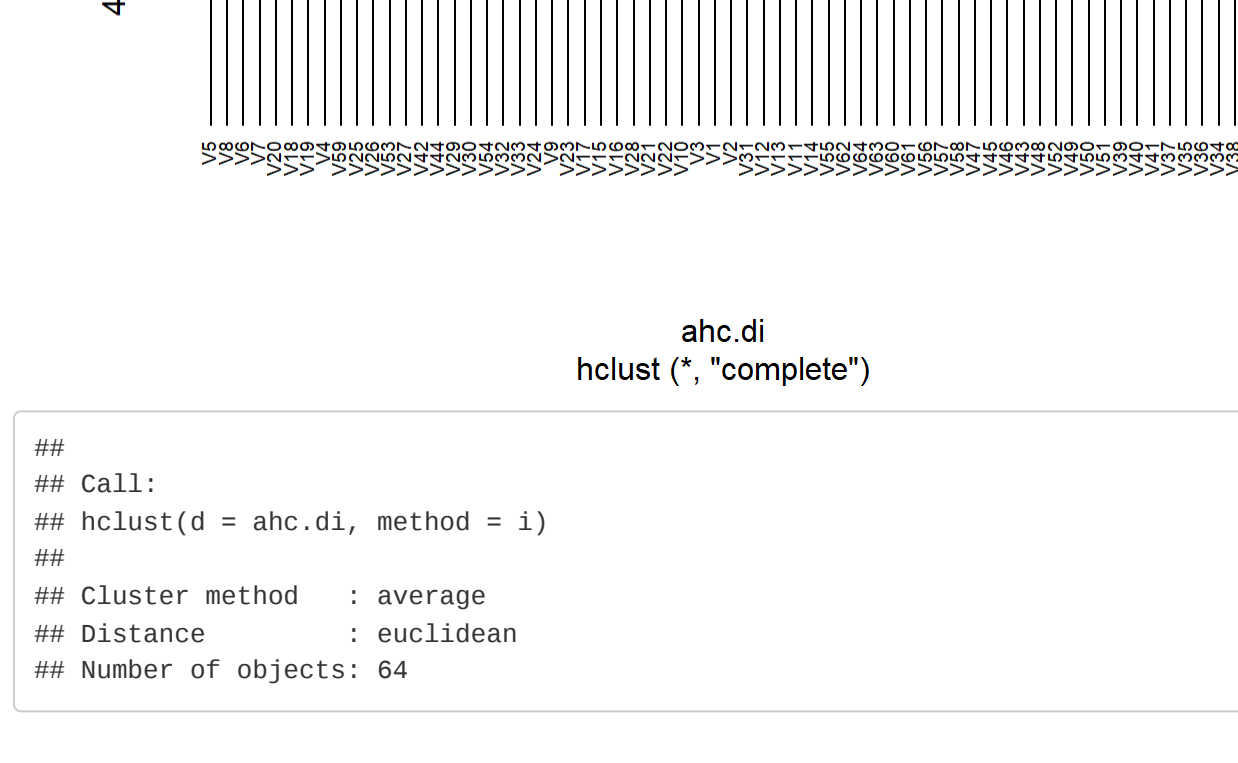 4
V5 V8 V6 V7 V20 V18 V19 V4 V59 V25 V26 V53 V27 V42 V44 V29 V30 V54 V32 V33 V24 V9 V23 V17 V15 V16 V28 V21 V22 V10 V3 V1 V2 V31 V12 V13 V11 V14 V55 V62 V64 V63 V60 V61 V56 V57 V58 V47 V45 V46 V43 V48 V52 V49 V50 V51 V39 V40 V41 V37 V35 V36 V34 V38
ahc.di
hclust (*, "complete")
##
## Call:
## hclust(d = ahc.di, method = i)
##
## Cluster method   : average
## Distance         : euclidean
## Number of objects: 64